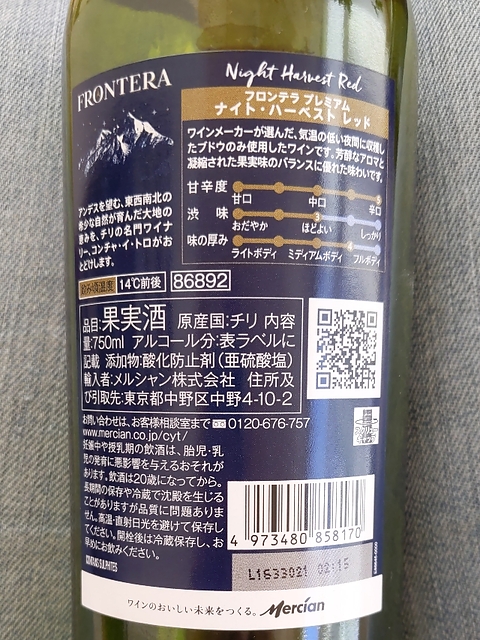 FRONTERA
Night Harvest Red
フロンテラ プレミアム
ナイト・ハーベスト レッド
ワインメーカーが選んだ、気温の低い夜間に収穫し
たブドウのみ使用したワインです。芳醇なアロマと
凝縮された果実味のバランスに優れた味わいです。
甘辛度
5
甘口 中口 辛口
渋味
3
おだやか ほどよい しっかり
味の厚み
4
ライトボディ ミディアムボディ フルボディ
アンデスを望む、東西南北の
希少な自然が育んだ大地の
恵みを、チリの名門ワイナ
リー、コンチャ・イ・トロがお
とどけします。
お飲み頃温度 14℃前後 86892
品目:果実酒 原産国:チリ 内容
量:750ml アルコール分:表ラベルに
記載 添加物:酸化防止剤(亜硫酸塩)
輸入者:メルシャン株式会社 住所及
び引取先:東京都中野区中野4-10-2
お問い合わせは、お客様相談室まで 0120-676-757
www.mercian.co.jp/cyt/
妊娠中や授乳期の飲酒は、胎児・乳
児の発育に悪影響を与えるおそれが
あります。飲酒は20歳になってから。
長期間の保存や冷蔵で沈殿を生じる
ことがありますが品質に問題ありま
せん。高温・直射日光を避けて保存し
てください。開栓後は冷蔵保存し、お
早めにお飲みください。
CONTAINS SULPHITES
4 973480 858170
L1633021 02:15
ワインのおいしい未来をつくる。 Mercian